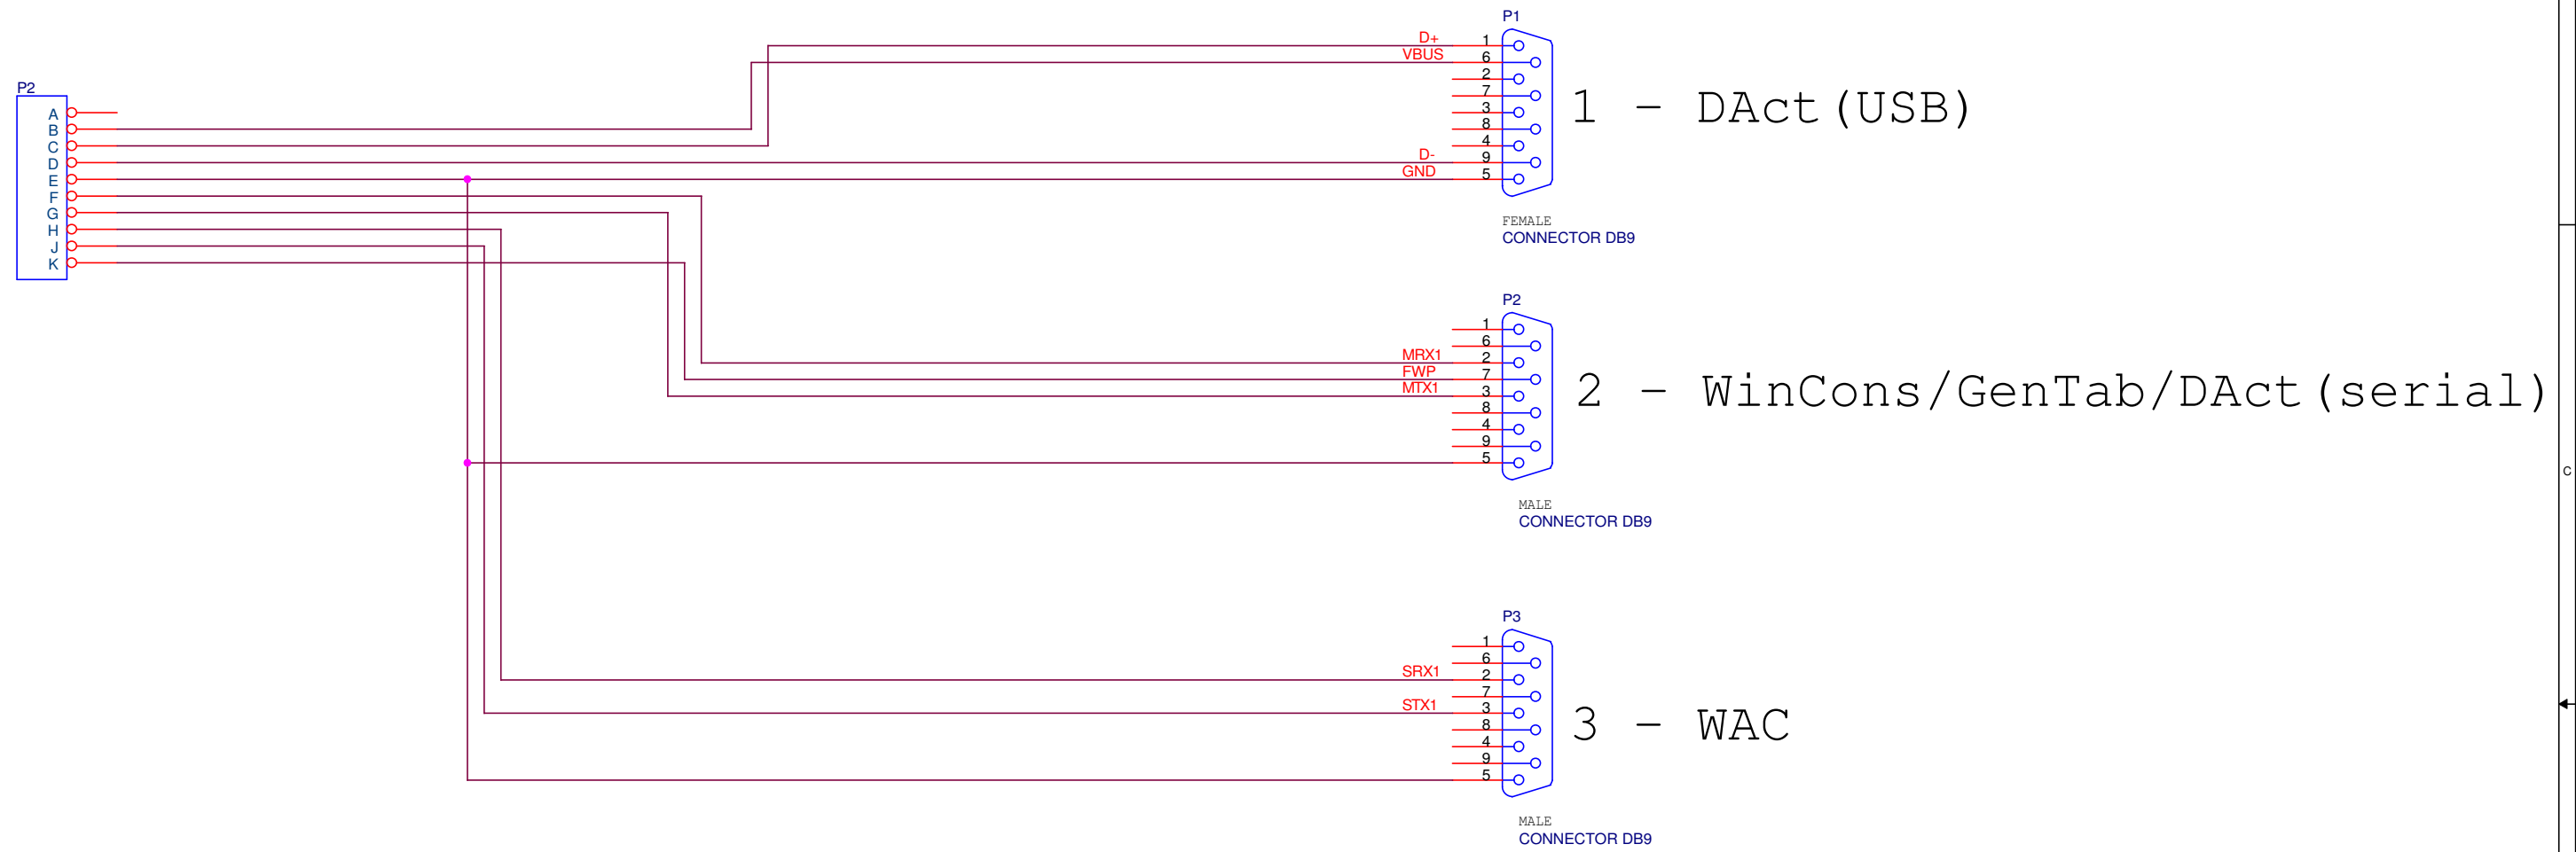 P2
A
B
C
D
E
F
G
H
J
K
P1
D+
VBUS
D-
GND
1
6
2
7
3
8
4
9
5
1 - DAct(USB)
FEMALE
CONNECTOR DB9
P2
MRX1
FWP
MTX1
1
6
2
7
3
8
4
9
5
2 - WinCons/GenTab/DAct(serial)
MALE
CONNECTOR DB9
C
P3
SRX1
STX1
1
6
2
7
3
8
4
9
5
3 - WAC
MALE
CONNECTOR DB9